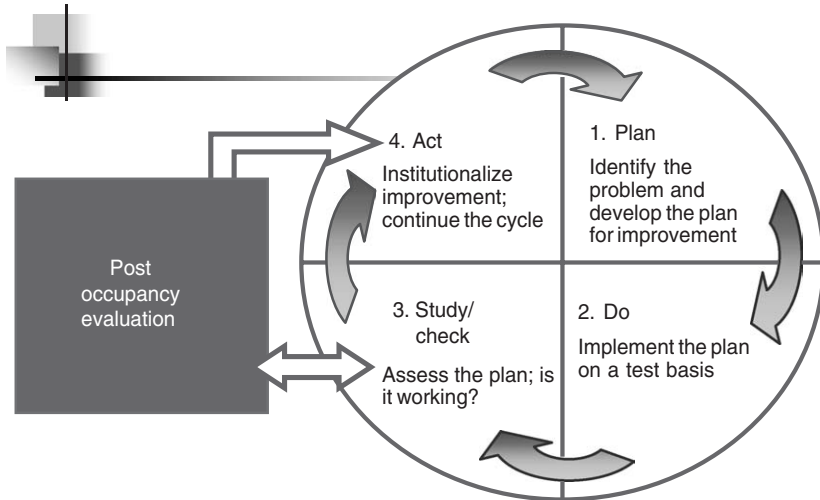 4. Act
Institutionalize
improvement;
continue the cycle
1. Plan
Identify the
problem and
develop the plan
for improvement
Post
occupancy
evaluation
3. Study/
check
Assess the plan; is
it working?
2. Do
Implement the plan
on a test basis